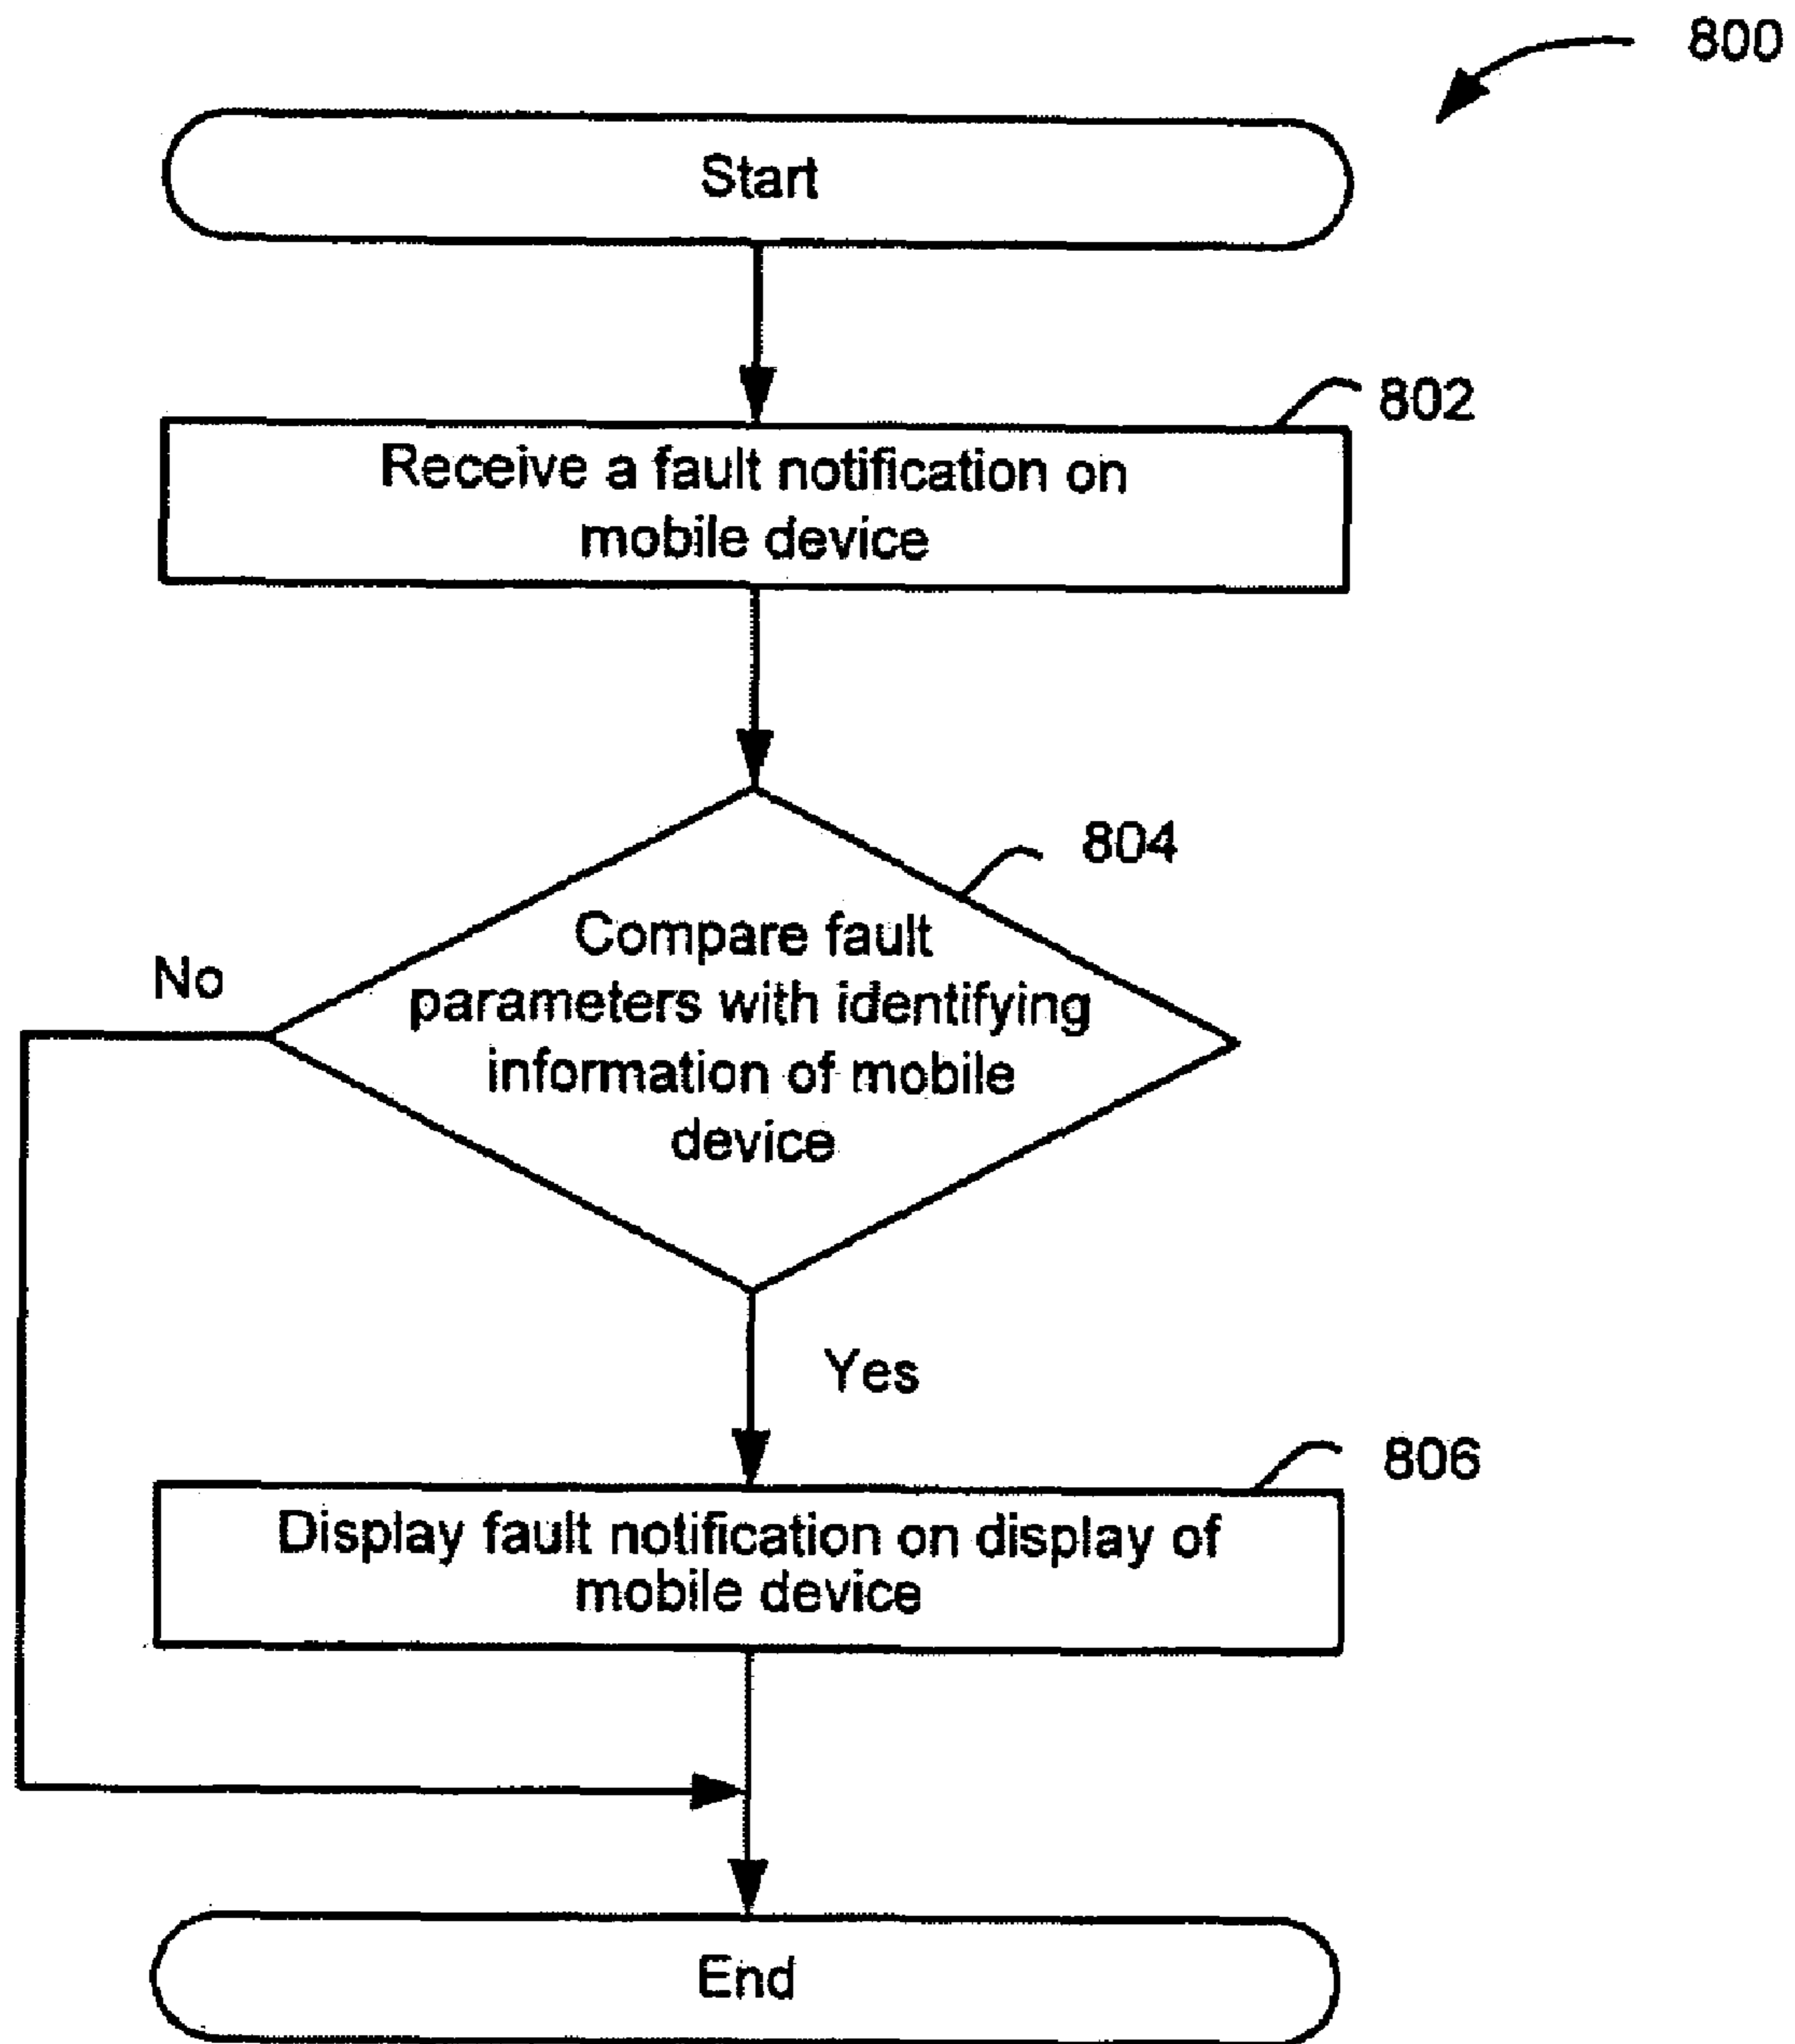 800
Start
802
Receive a fault notification on
mobile device
804
Compare fault
parameters with identifying
information of mobile
device
No
Yes
806
Display fault notification on display of
mobile device
End